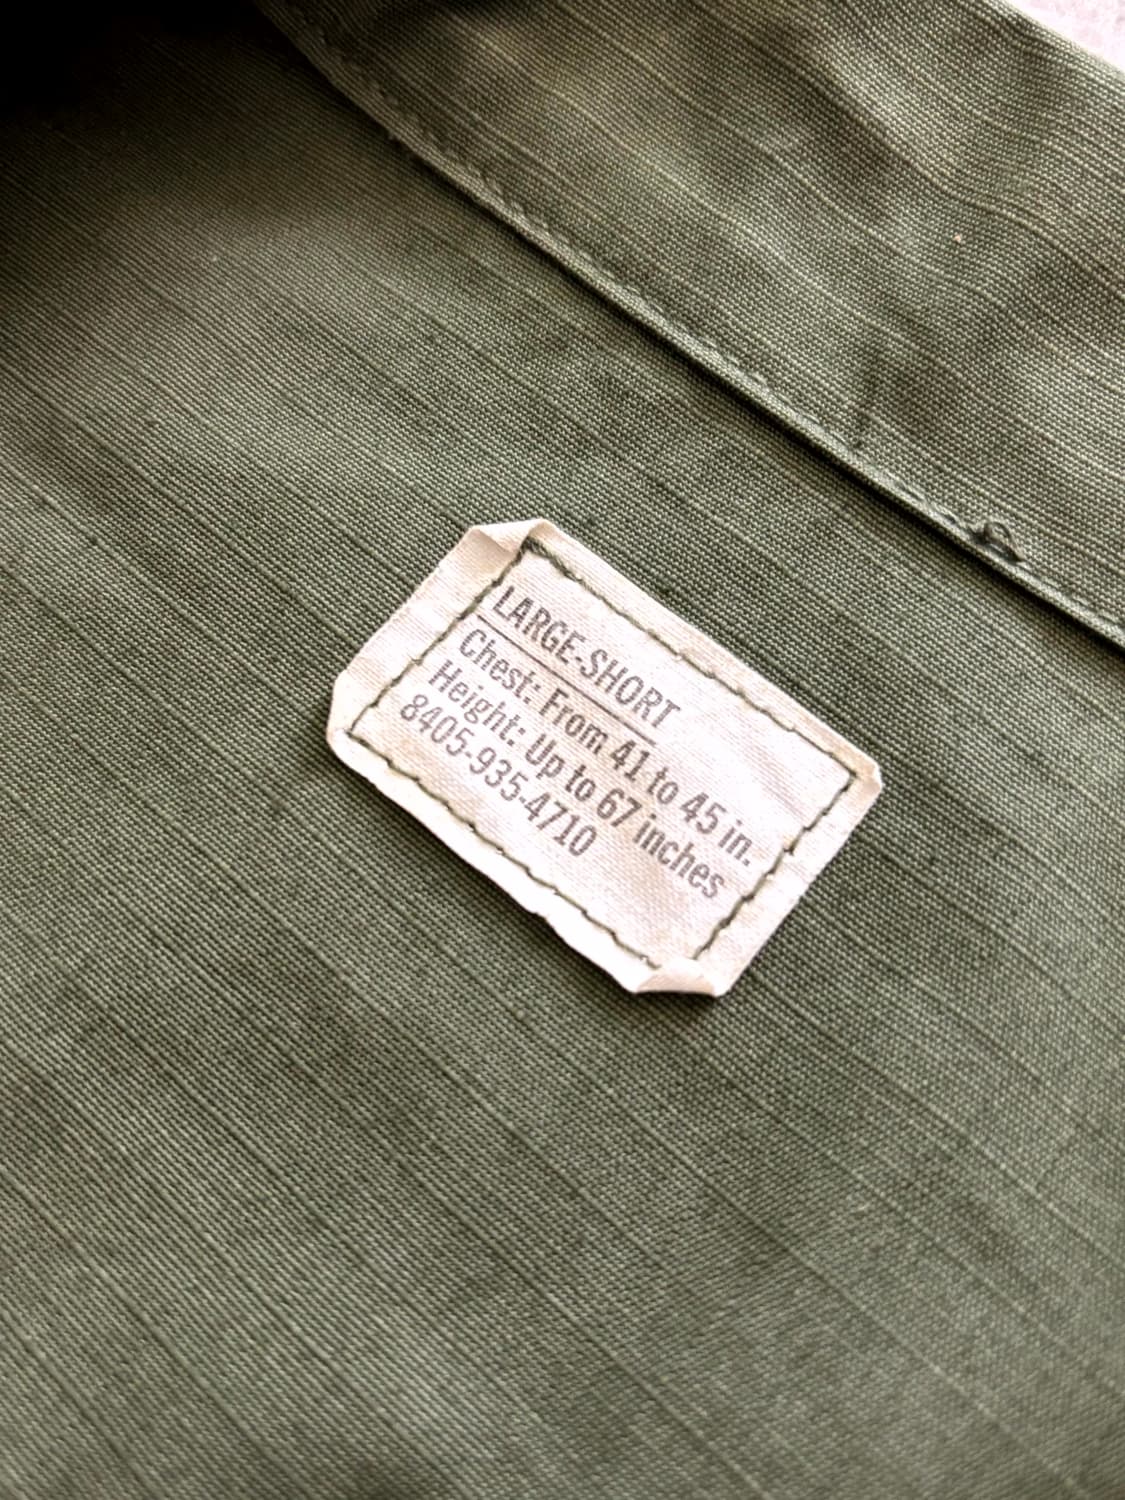 LARGE-SHORT
Chest: From 41 to 45 in.
Height: Up to 67 inches
8405-935-4710